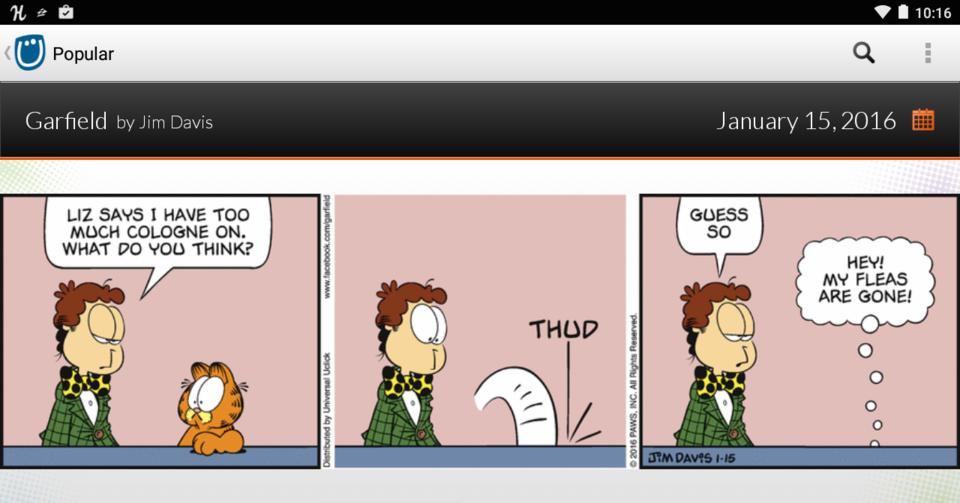 10:16
Popular
Garfield by Jim Davis
January 15, 2016
LIZ SAYS I HAVE TOO
MUCH COLOGNE ON.
WHAT DO YOU THINK?
www.facebook.com/garfield
Distributed by Universal Uclick
THUD
© 2016 PAWS, INC. All Rights Reserved.
GUESS
SO
HEY!
MY FLEAS
ARE GONE!
JIM DAVIS 1-15